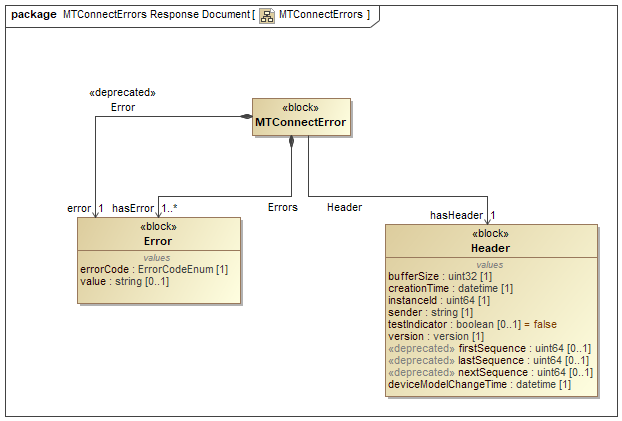 package MTConnectErrors Response Document [ MTConnectErrors ]
«deprecated»
Error
«block»
MTConnectError
error 1 hasError 1..*
Errors
Header
hasHeader 1
«block»
Error
values
errorCode : ErrorCodeEnum [1]
value : string [0..1]
«block»
Header
values
bufferSize : uint32 [1]
creationTime : datetime [1]
instanceId : uint64 [1]
sender : string [1]
testIndicator : boolean [0..1] = false
version : version [1]
«deprecated» firstSequence : uint64 [0..1]
«deprecated» lastSequence : uint64 [0..1]
«deprecated» nextSequence : uint64 [0..1]
deviceModelChangeTime : datetime [1]